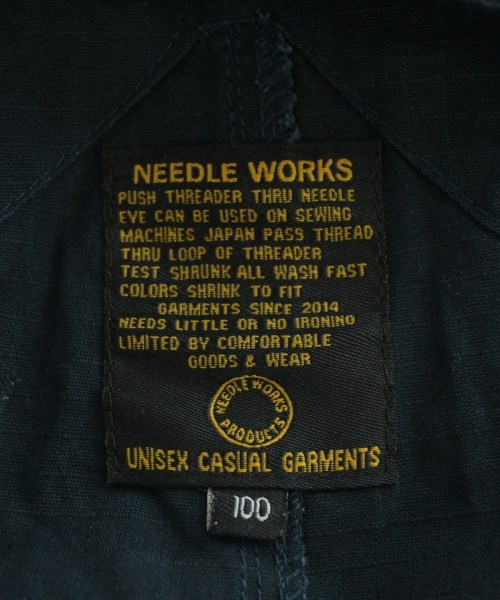 NEEDLE WORKS
PUSH THREADER THRU NEEDLE
EYE CAN BE USED ON SEWING
MACHINES JAPAN PASS THREAD
THRU LOOP OF THREADER
TEST SHRUNK ALL WASH FAST
COLORS SHRINK TO FIT
GARMENTS SINCE 2014
NEEDS LITTLE OR NO IRONINO
LIMITED BY COMFORTABLE
GOODS & WEAR
NEEDLE WORKS
PRODUCTS
UNISEX CASUAL GARMENTS
100